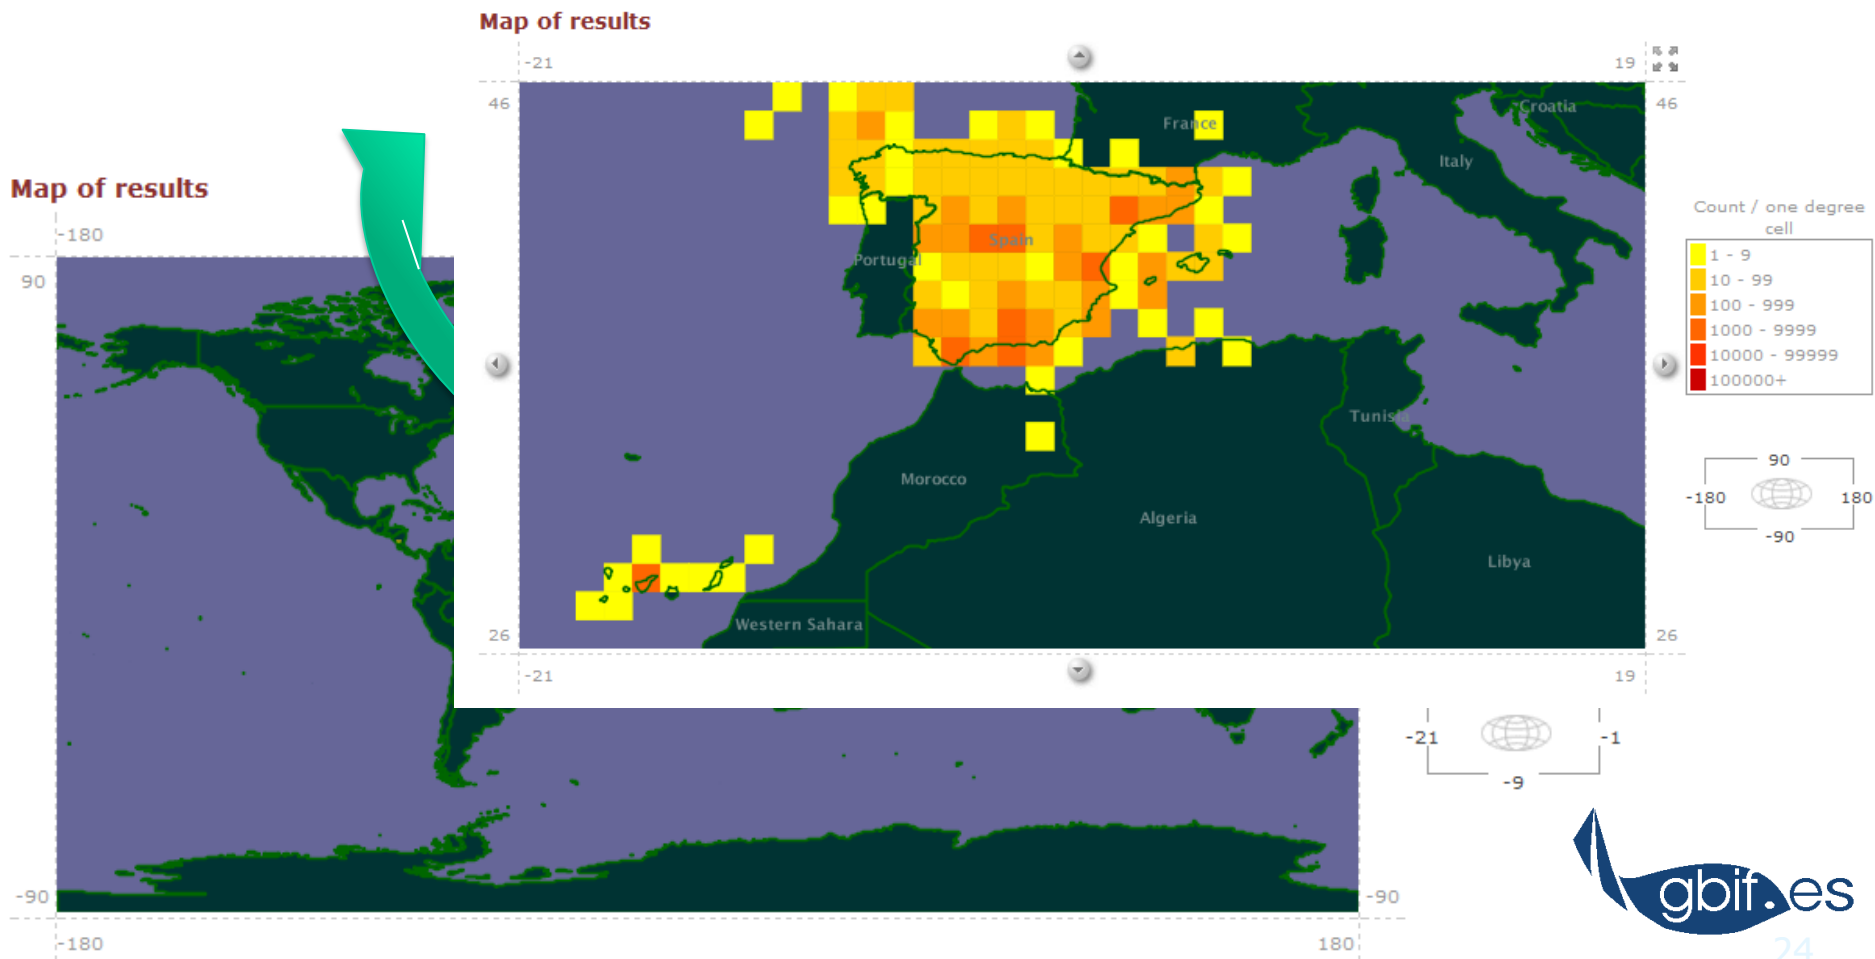 Map of results
-21
19
46
46
France
Croatia
Italy
Spain
Portugal
Morocco
Algeria
Tunisia
Libya
Western Sahara
26
26
-21
19
Count / one degree
cell
1 - 9
10 - 99
100 - 999
1000 - 9999
10000 - 99999
100000+
90
-180
180
-90
Map of results
-180
90
-90
-90
-180
180
-21
-1
-9
gbif.es
24